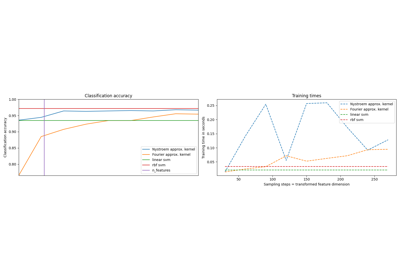 Classification accuracy
Classification accuracy
1.00
0.95
0.90
0.85
0.80
Nystroem approx. kernel
Fourier approx. kernel
linear svm
rbf svm
n_features
Training times
Training time in seconds
0.25
0.20
0.15
0.10
0.05
Nystroem approx. kernel
Fourier approx. kernel
linear svm
rbf svm
50
100
150
200
250
Sampling steps = transformed feature dimension